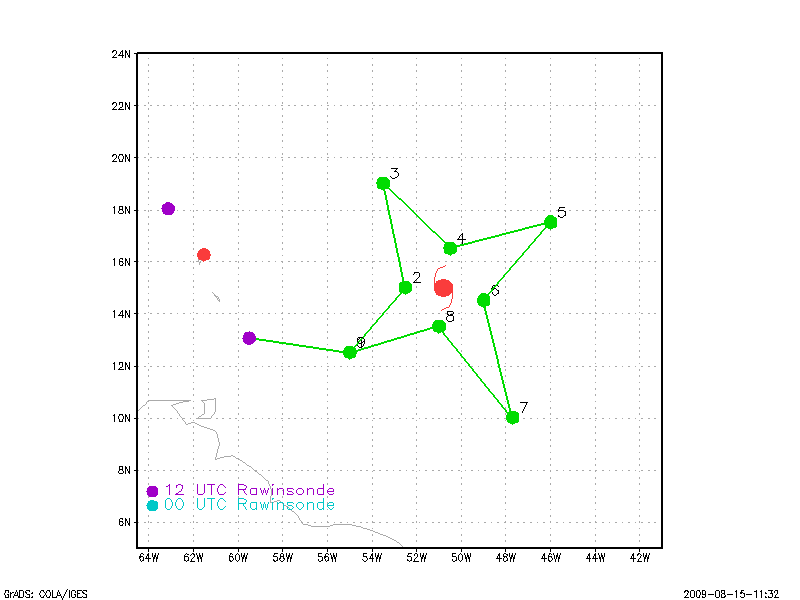 24N
22N
20N
18N
16N
14N
12N
10N
8N
6N
3
5
4
2
6
8
9
7
12 UTC Rawinsonde
00 UTC Rawinsonde
64W 62W 60W 58W 56W 54W 52W 50W 48W 46W 44W 42W
GrADS: COLA/IGES
2009-08-15-11:32